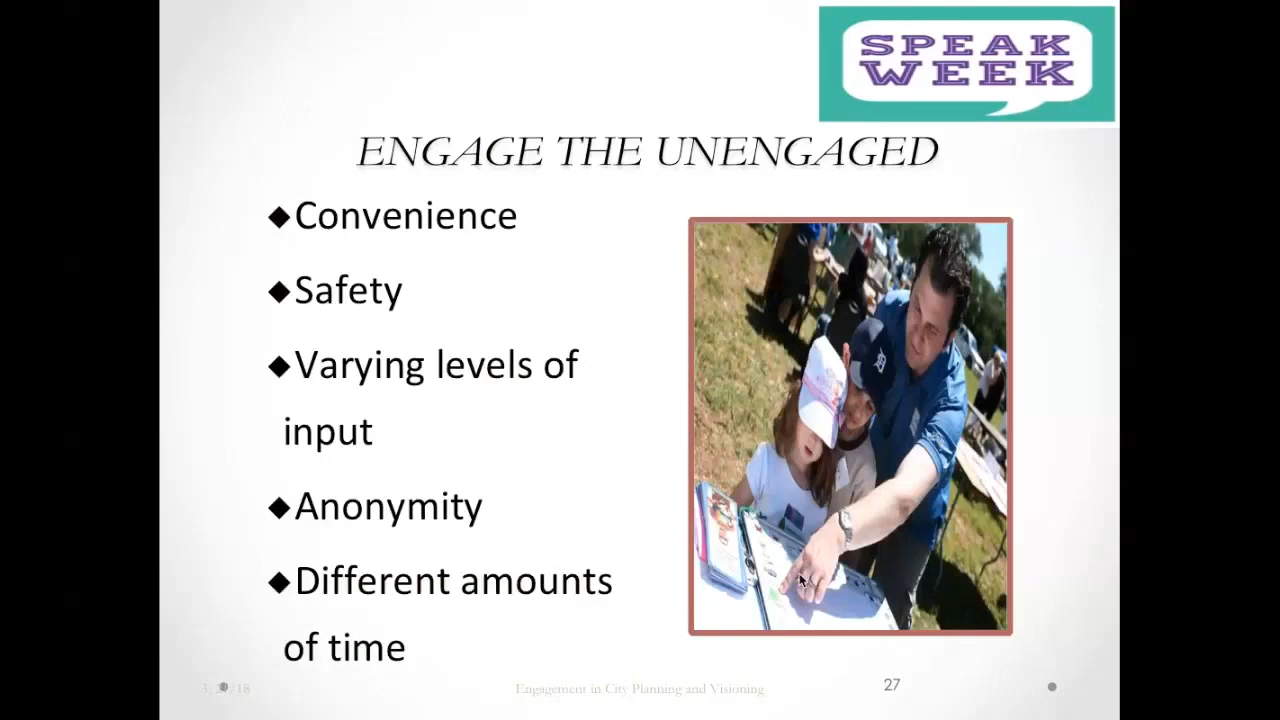 SPEAK
WEEK
ENGAGE THE UNENGAGED
◆Convenience
◆Safety
◆Varying levels of
input
◆Anonymity
◆Different amounts
of time
Engagement in City Planning and Visioning
27